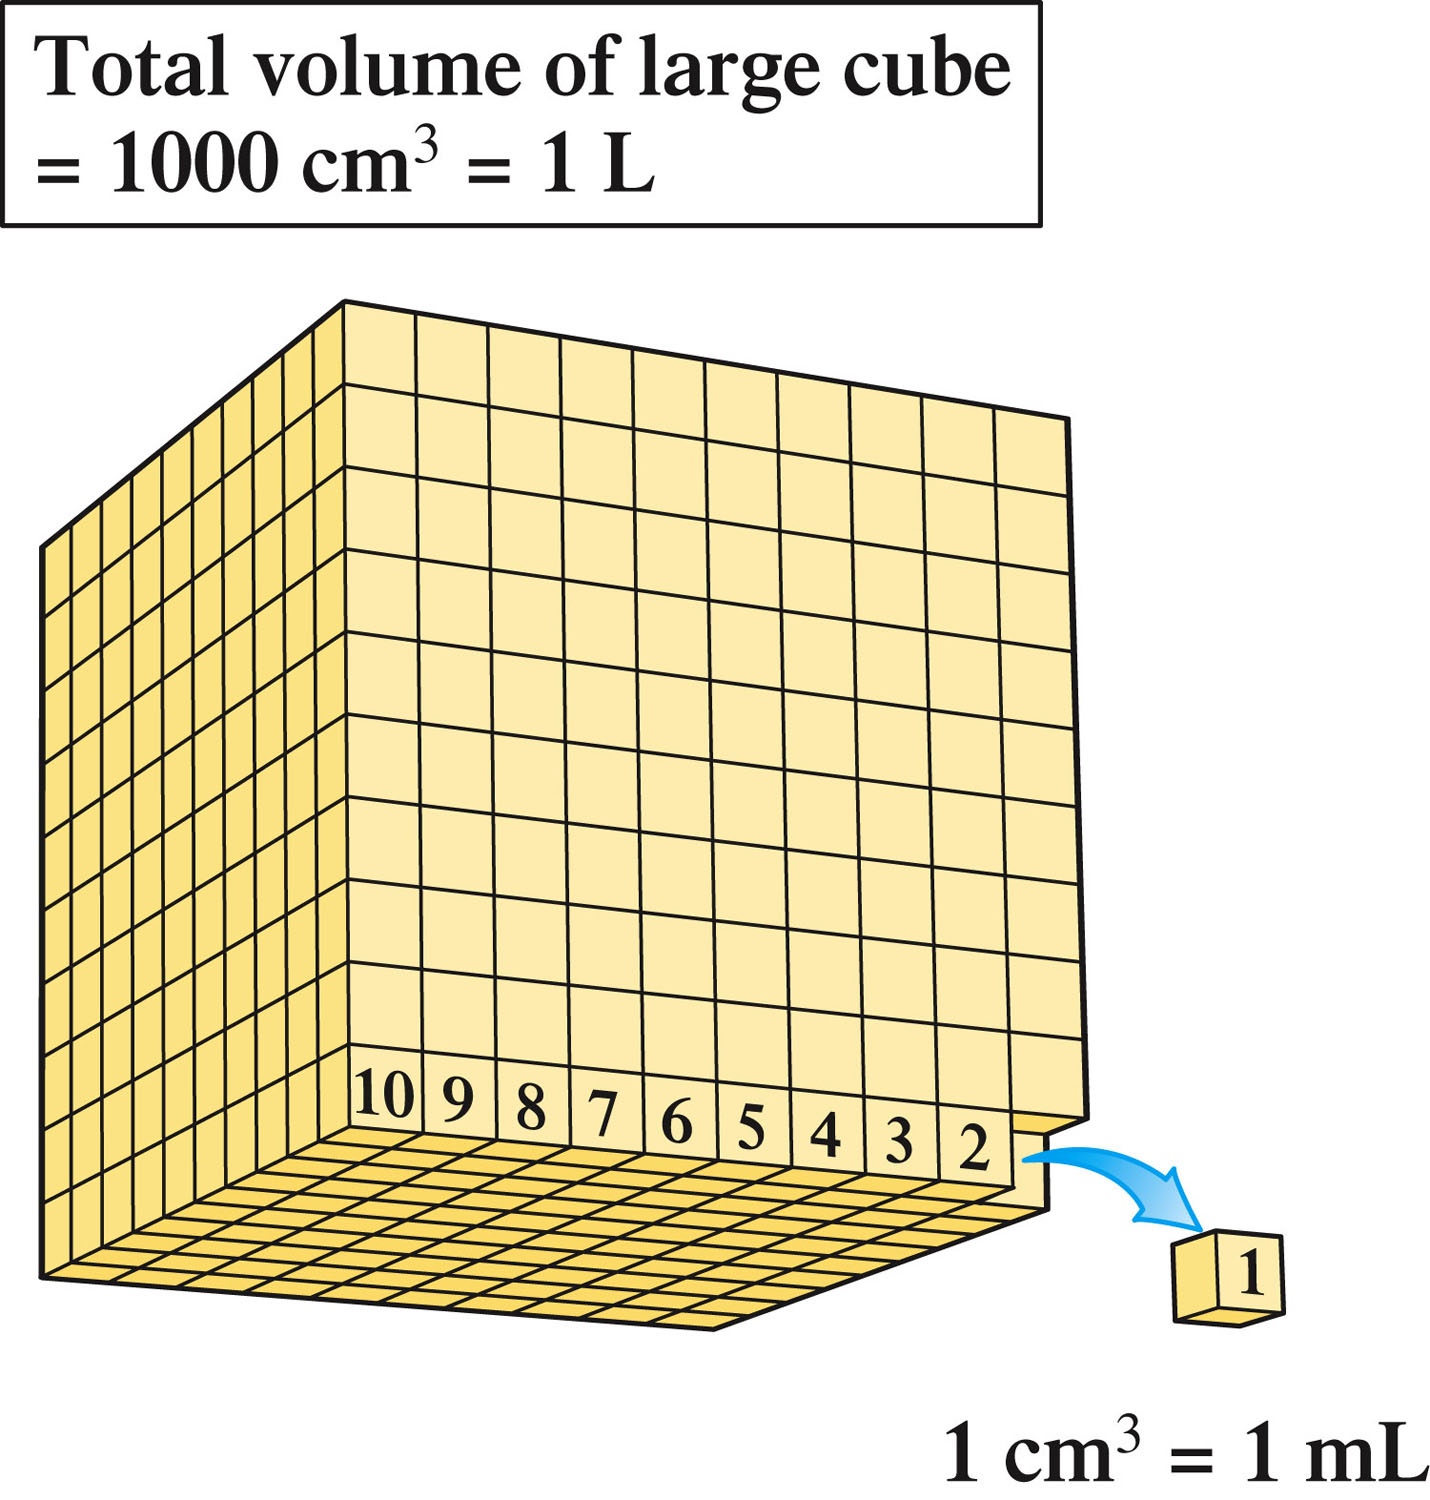 Total volume of large cube
= 1000 cm³ = 1 L
10 9 8 7 6 5 4 3 2
1
1 cm³ = 1 mL